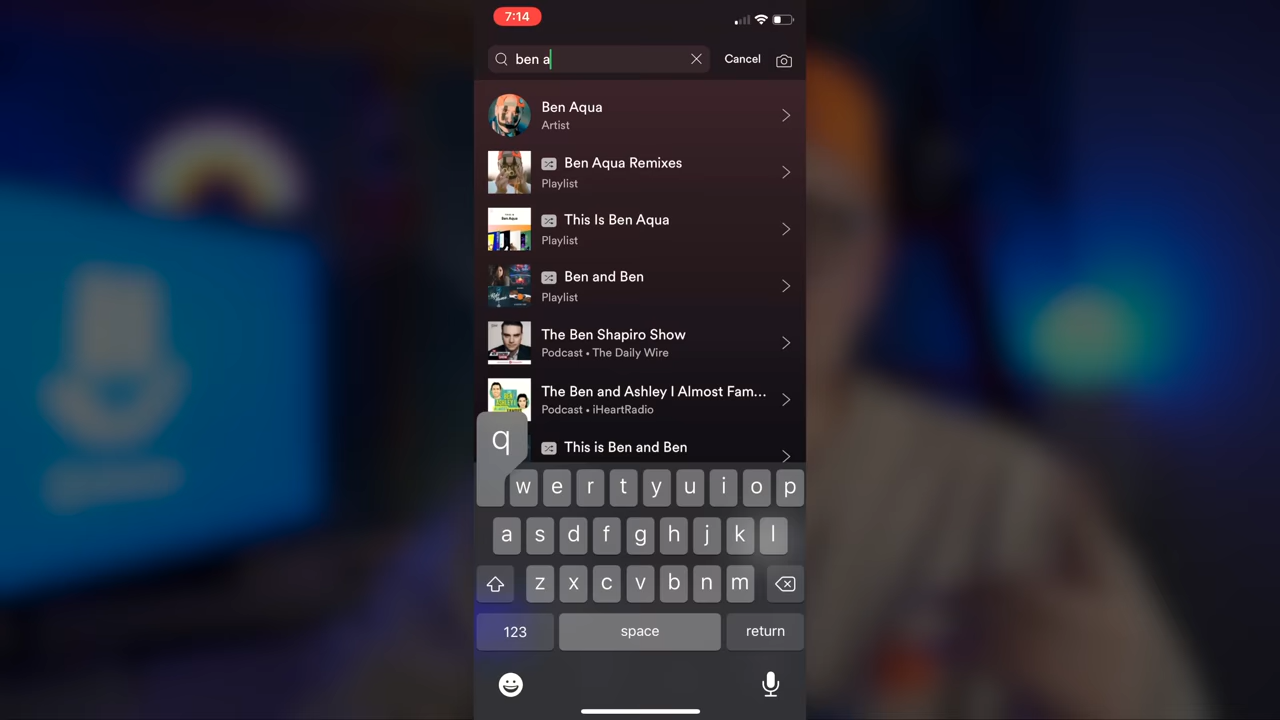 7:14
ben a
Cancel
Ben Aqua
Artist
Ben Aqua Remixes
Playlist
This Is Ben Aqua
Playlist
Ben and Ben
Playlist
The Ben Shapiro Show
Podcast • The Daily Wire
The Ben and Ashley I Almost Fam...
Podcast • iHeartRadio
This is Ben and Ben
q w e r t y u i o p
a s d f g h j k l
z x c v b n m
123 space return